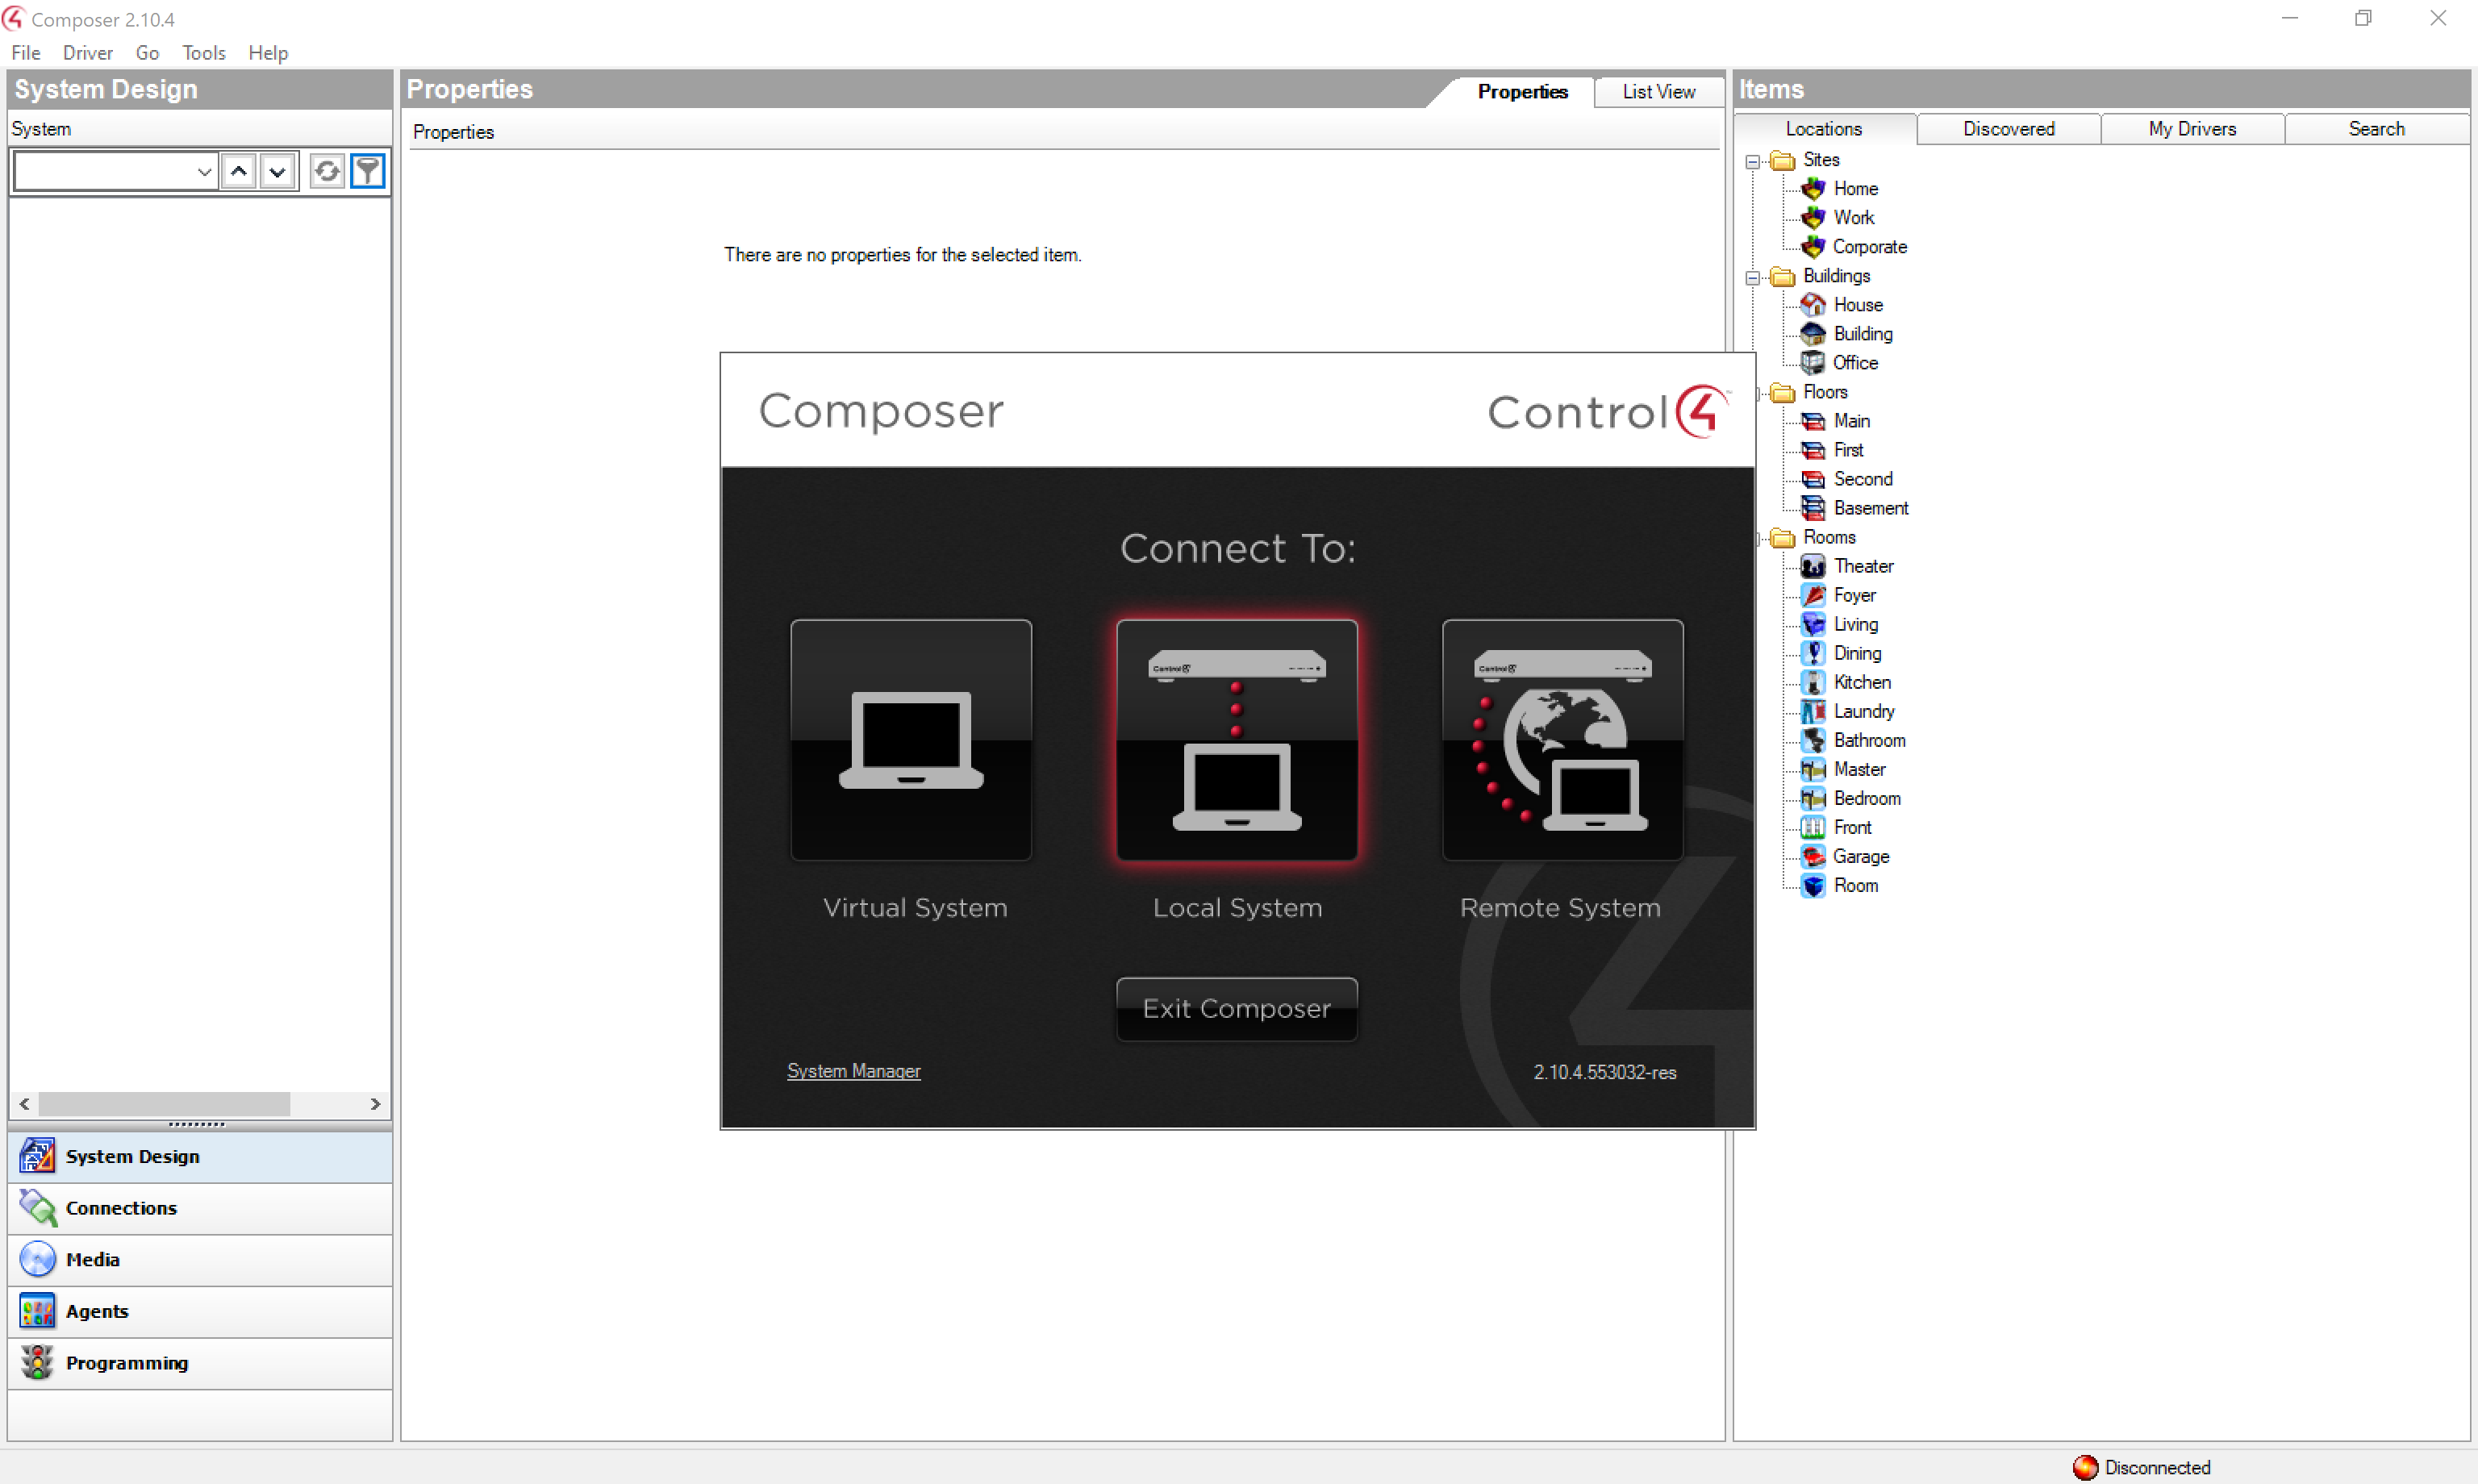 Composer 2.10.4
File Driver Go Tools Help
System Design
System
Properties
Properties List View
Properties
There are no properties for the selected item.
Items
Locations Discovered My Drivers Search
Sites
Home
Work
Corporate
Buildings
House
Building
Office
Floors
Main
First
Second
Basement
Rooms
Theater
Foyer
Living
Dining
Kitchen
Laundry
Bathroom
Master
Bedroom
Front
Garage
Room
Composer Control4™
Connect To:
Control4
Control4
Virtual System
Local System
Remote System
Exit Composer
System Manager
2.10.4.553032-res
System Design
Connections
Media
Agents
Programming
Disconnected